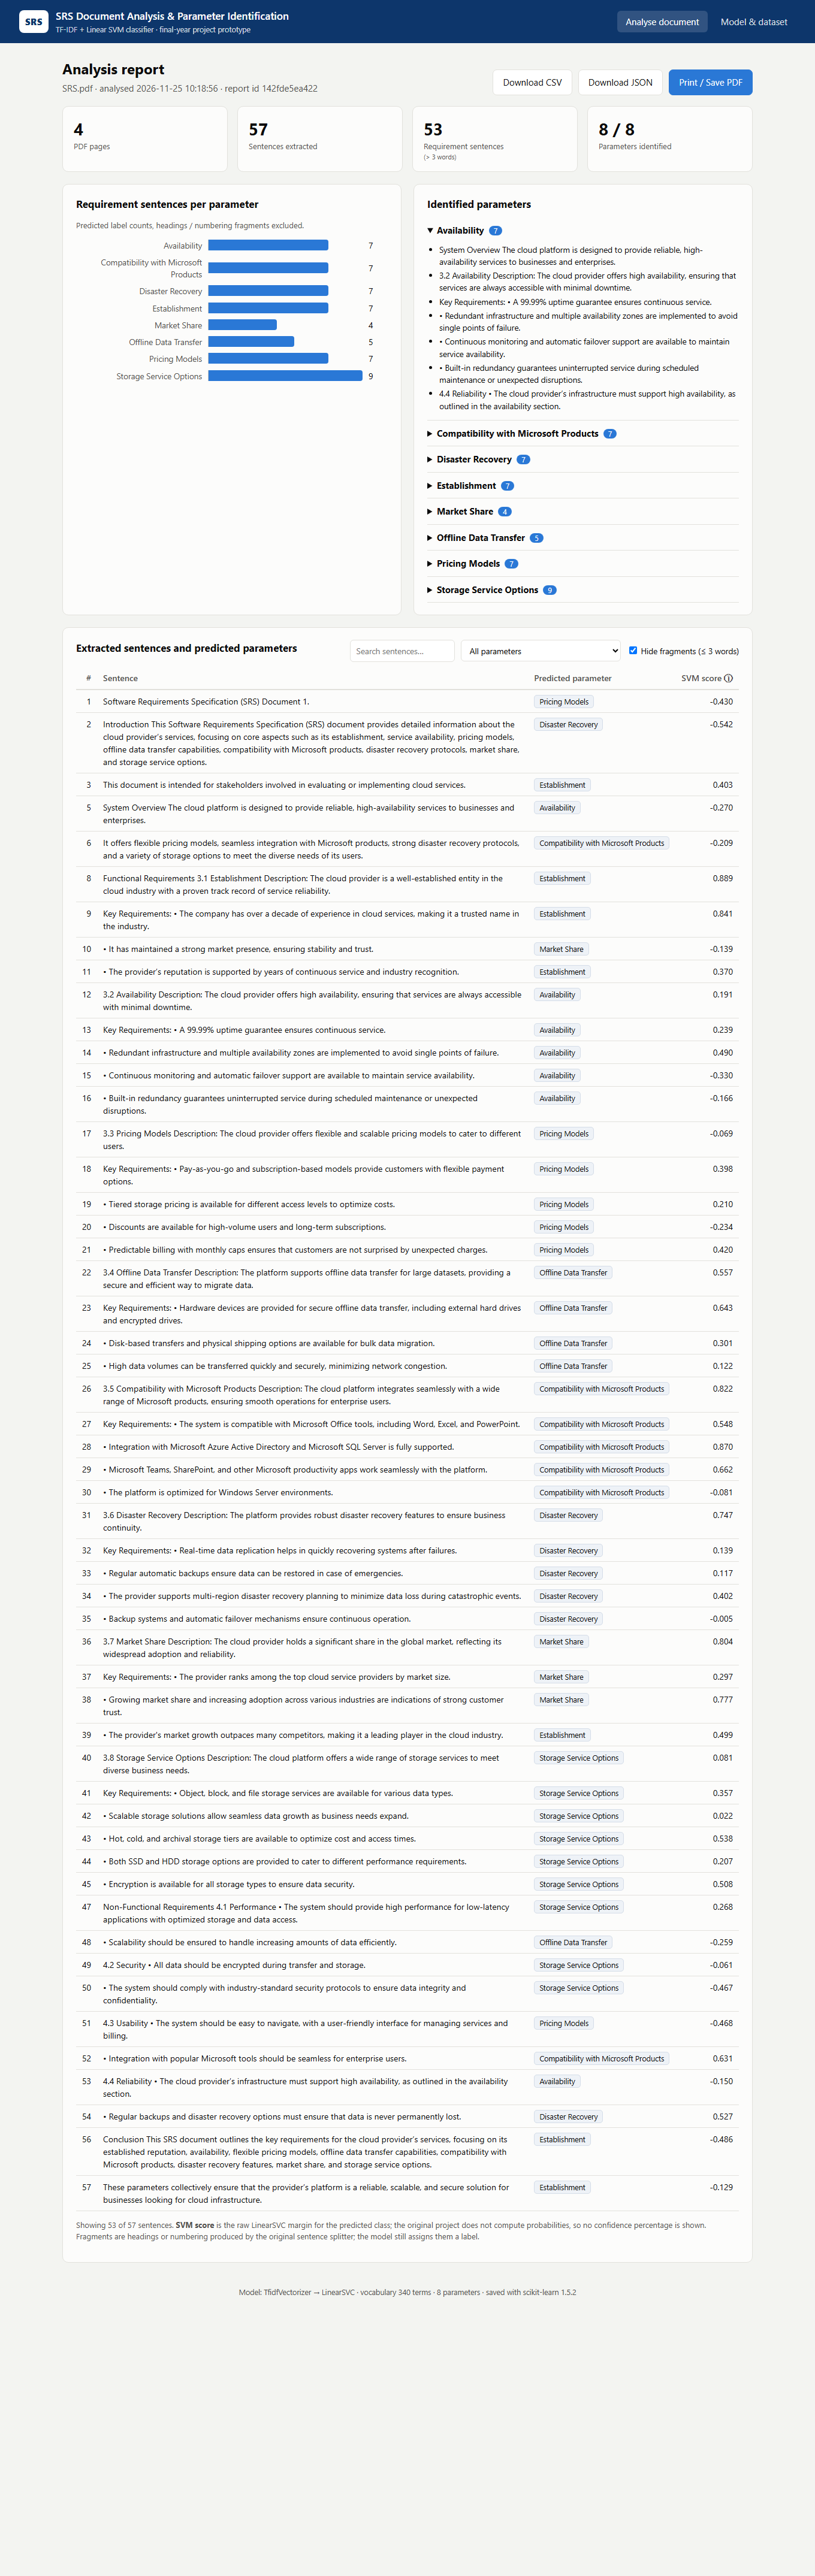 SRS
SRS Document Analysis & Parameter Identification
TF-IDF + Linear SVM classifier · final-year project prototype
Analyse document
Model & dataset
Analysis report
SRS.pdf · analysed 2026-11-25 10:18:56 · report id 142fde5ea422
Download CSV
Download JSON
Print / Save PDF
4
PDF pages
57
Sentences extracted
53
Requirement sentences
(> 3 words)
8 / 8
Parameters identified
Requirement sentences per parameter
Predicted label counts, headings / numbering fragments excluded.
Availability 7
Compatibility with Microsoft
Products 7
Disaster Recovery 7
Establishment 7
Market Share 4
Offline Data Transfer 5
Pricing Models 7
Storage Service Options 9
Identified parameters
▼ Availability 7
• System Overview The cloud platform is designed to provide reliable, high-
availability services to businesses and enterprises.
• 3.2 Availability Description: The cloud provider offers high availability, ensuring that
services are always accessible with minimal downtime.
• Key Requirements: • A 99.99% uptime guarantee ensures continuous service.
• • Redundant infrastructure and multiple availability zones are implemented to avoid
single points of failure.
• • Continuous monitoring and automatic failover support are available to maintain
service availability.
• • Built-in redundancy guarantees uninterrupted service during scheduled
maintenance or unexpected disruptions.
• 4.4 Reliability • The cloud provider's infrastructure must support high availability, as
outlined in the availability section.
▶ Compatibility with Microsoft Products 7
▶ Disaster Recovery 7
▶ Establishment 7
▶ Market Share 4
▶ Offline Data Transfer 5
▶ Pricing Models 7
▶ Storage Service Options 9
Extracted sentences and predicted parameters
Search sentences...
All parameters
Hide fragments (≤ 3 words)
# Sentence Predicted parameter SVM score ⓘ
1 Software Requirements Specification (SRS) Document 1. Pricing Models -0.430
2 Introduction This Software Requirements Specification (SRS) document provides detailed information about the Disaster Recovery -0.542
cloud provider's services, focusing on core aspects such as its establishment, service availability, pricing models,
offline data transfer capabilities, compatibility with Microsoft products, disaster recovery protocols, market share,
and storage service options.
3 This document is intended for stakeholders involved in evaluating or implementing cloud services. Establishment 0.403
5 System Overview The cloud platform is designed to provide reliable, high-availability services to businesses and Availability -0.270
enterprises.
6 It offers flexible pricing models, seamless integration with Microsoft products, strong disaster recovery protocols, Compatibility with Microsoft Products -0.209
and a variety of storage options to meet the diverse needs of its users.
8 Functional Requirements 3.1 Establishment Description: The cloud provider is a well-established entity in the Establishment 0.889
cloud industry with a proven track record of service reliability.
9 Key Requirements: • The company has over a decade of experience in cloud services, making it a trusted name in Establishment 0.841
the industry.
10 • It has maintained a strong market presence, ensuring stability and trust. Market Share -0.139
11 • The provider's reputation is supported by years of continuous service and industry recognition. Establishment 0.370
12 3.2 Availability Description: The cloud provider offers high availability, ensuring that services are always accessible Availability 0.191
with minimal downtime.
13 Key Requirements: • A 99.99% uptime guarantee ensures continuous service. Availability 0.239
14 • Redundant infrastructure and multiple availability zones are implemented to avoid single points of failure. Availability 0.490
15 • Continuous monitoring and automatic failover support are available to maintain service availability. Availability -0.330
16 • Built-in redundancy guarantees uninterrupted service during scheduled maintenance or unexpected Availability -0.166
disruptions.
17 3.3 Pricing Models Description: The cloud provider offers flexible and scalable pricing models to cater to different Pricing Models -0.069
users.
18 Key Requirements: • Pay-as-you-go and subscription-based models provide customers with flexible payment Pricing Models 0.398
options.
19 • Tiered storage pricing is available for different access levels to optimize costs. Pricing Models 0.210
20 • Discounts are available for high-volume users and long-term subscriptions. Pricing Models -0.234
21 • Predictable billing with monthly caps ensures that customers are not surprised by unexpected charges. Pricing Models 0.420
22 3.4 Offline Data Transfer Description: The platform supports offline data transfer for large datasets, providing a Offline Data Transfer 0.557
secure and efficient way to migrate data.
23 Key Requirements: • Hardware devices are provided for secure offline data transfer, including external hard drives Offline Data Transfer 0.643
and encrypted drives.
24 • Disk-based transfers and physical shipping options are available for bulk data migration. Offline Data Transfer 0.301
25 • High data volumes can be transferred quickly and securely, minimizing network congestion. Offline Data Transfer 0.122
26 3.5 Compatibility with Microsoft Products Description: The cloud platform integrates seamlessly with a wide Compatibility with Microsoft Products 0.822
range of Microsoft products, ensuring smooth operations for enterprise users.
27 Key Requirements: • The system is compatible with Microsoft Office tools, including Word, Excel, and PowerPoint. Compatibility with Microsoft Products 0.548
28 • Integration with Microsoft Azure Active Directory and Microsoft SQL Server is fully supported. Compatibility with Microsoft Products 0.870
29 • Microsoft Teams, SharePoint, and other Microsoft productivity apps work seamlessly with the platform. Compatibility with Microsoft Products 0.662
30 • The platform is optimized for Windows Server environments. Compatibility with Microsoft Products -0.081
31 3.6 Disaster Recovery Description: The platform provides robust disaster recovery features to ensure business Disaster Recovery 0.747
continuity.
32 Key Requirements: • Real-time data replication helps in quickly recovering systems after failures. Disaster Recovery 0.139
33 • Regular automatic backups ensure data can be restored in case of emergencies. Disaster Recovery 0.117
34 • The provider supports multi-region disaster recovery planning to minimize data loss during catastrophic events. Disaster Recovery 0.402
35 • Backup systems and automatic failover mechanisms ensure continuous operation. Disaster Recovery -0.005
36 3.7 Market Share Description: The cloud provider holds a significant share in the global market, reflecting its Market Share 0.804
widespread adoption and reliability.
37 Key Requirements: • The provider ranks among the top cloud service providers by market size. Market Share 0.297
38 • Growing market share and increasing adoption across various industries are indications of strong customer Market Share 0.777
trust.
39 • The provider's market growth outpaces many competitors, making it a leading player in the cloud industry. Establishment 0.499
40 3.8 Storage Service Options Description: The cloud platform offers a wide range of storage services to meet Storage Service Options 0.081
diverse business needs.
41 Key Requirements: • Object, block, and file storage services are available for various data types. Storage Service Options 0.357
42 • Scalable storage solutions allow seamless data growth as business needs expand. Storage Service Options 0.022
43 • Hot, cold, and archival storage tiers are available to optimize cost and access times. Storage Service Options 0.538
44 • Both SSD and HDD storage options are provided to cater to different performance requirements. Storage Service Options 0.207
45 • Encryption is available for all storage types to ensure data security. Storage Service Options 0.508
47 Non-Functional Requirements 4.1 Performance • The system should provide high performance for low-latency Storage Service Options 0.268
applications with optimized storage and data access.
48 • Scalability should be ensured to handle increasing amounts of data efficiently. Offline Data Transfer -0.259
49 4.2 Security • All data should be encrypted during transfer and storage. Storage Service Options -0.061
50 • The system should comply with industry-standard security protocols to ensure data integrity and Storage Service Options -0.467
confidentiality.
51 4.3 Usability • The system should be easy to navigate, with a user-friendly interface for managing services and Pricing Models -0.468
billing.
52 • Integration with popular Microsoft tools should be seamless for enterprise users. Compatibility with Microsoft Products 0.631
53 4.4 Reliability • The cloud provider's infrastructure must support high availability, as outlined in the availability Availability -0.150
section.
54 • Regular backups and disaster recovery options must ensure that data is never permanently lost. Disaster Recovery 0.527
56 Conclusion This SRS document outlines the key requirements for the cloud provider's services, focusing on its Establishment -0.486
established reputation, availability, flexible pricing models, offline data transfer capabilities, compatibility with
Microsoft products, disaster recovery features, market share, and storage service options.
57 These parameters collectively ensure that the provider's platform is a reliable, scalable, and secure solution for Establishment -0.129
businesses looking for cloud infrastructure.
Showing 53 of 57 sentences. SVM score is the raw LinearSVC margin for the predicted class; the original project does not compute probabilities, so no confidence percentage is shown.
Fragments are headings or numbering produced by the original sentence splitter; the model still assigns them a label.
Model: TfidfVectorizer → LinearSVC · vocabulary 340 terms · 8 parameters · saved with scikit-learn 1.5.2